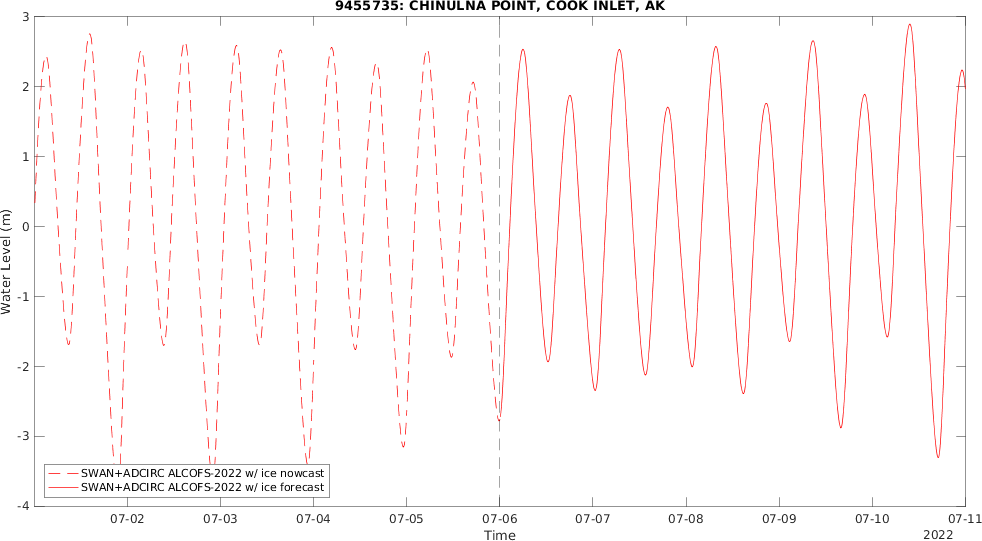 9455735: CHINULNA POINT, COOK INLET, AK
3
2
1
0
-1
-2
-3
-4
Water Level (m)
SWAN+ADCIRC ALCOFS-2022 w/ ice nowcast
SWAN+ADCIRC ALCOFS-2022 w/ ice forecast
07-02 07-03 07-04 07-05 07-06 07-07 07-08 07-09 07-10 07-11
Time
2022